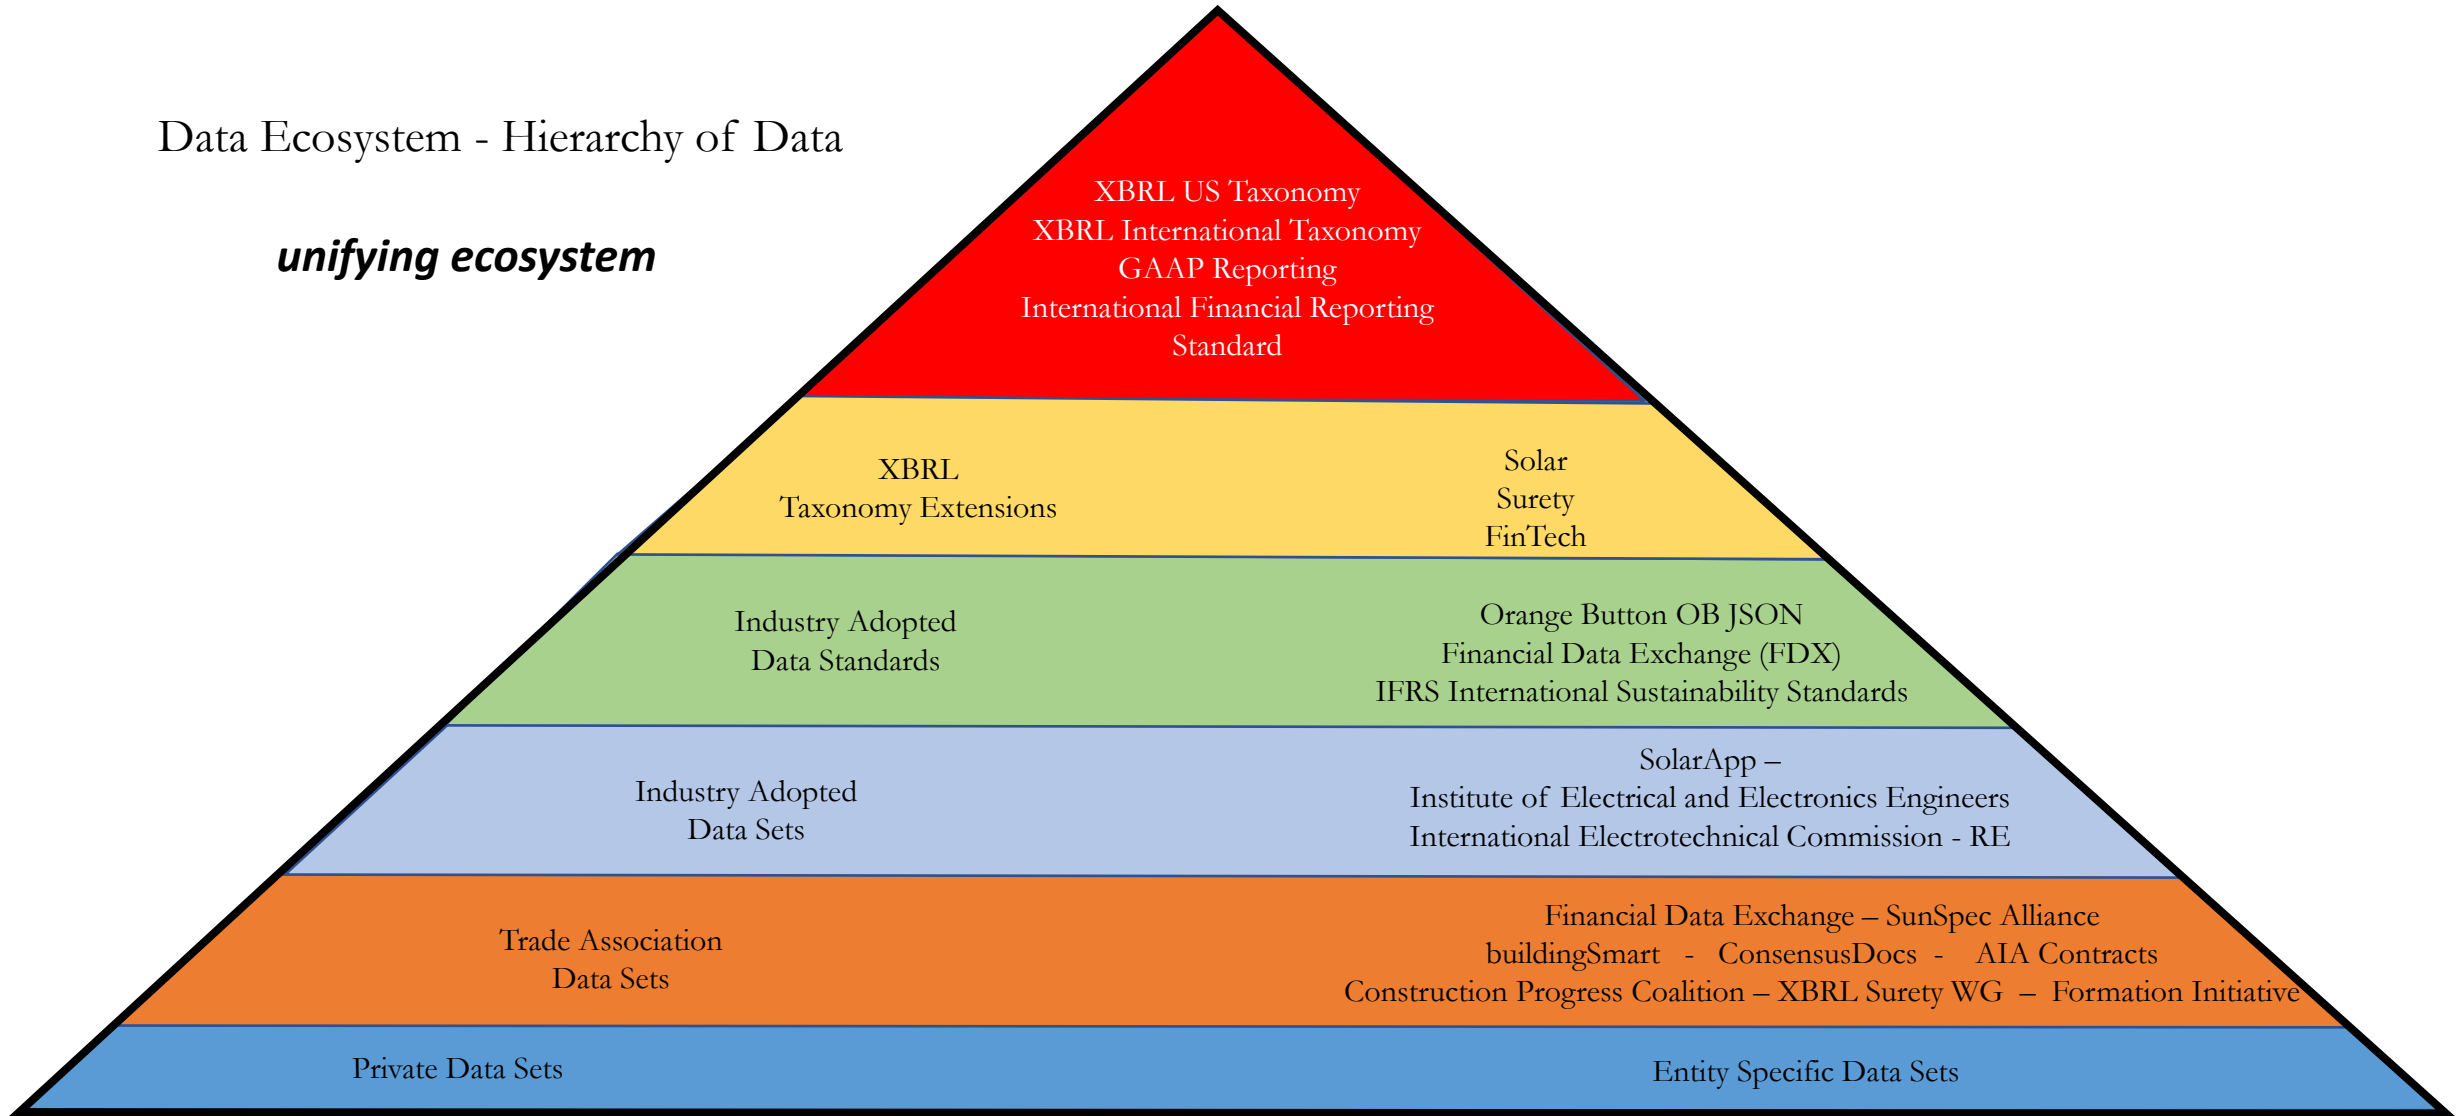 Data Ecosystem - Hierarchy of Data
unifying ecosystem
XBRL US Taxonomy
XBRL International Taxonomy
GAAP Reporting
International Financial Reporting
Standard
XBRL
Taxonomy Extensions
Solar
Surety
FinTech
Industry Adopted
Data Standards
Orange Button OB JSON
Financial Data Exchange (FDX)
IFRS International Sustainability Standards
Industry Adopted
Data Sets
SolarApp –
Institute of Electrical and Electronics Engineers
International Electrotechnical Commission - RE
Trade Association
Data Sets
Financial Data Exchange – SunSpec Alliance
buildingSmart - ConsensusDocs - AIA Contracts
Construction Progress Coalition – XBRL Surety WG – Formation Initiative
Private Data Sets
Entity Specific Data Sets